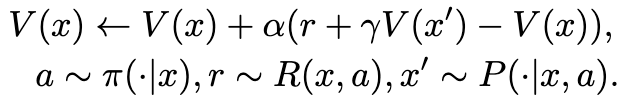 V(x) ← V(x) + α(r + γV(x′) − V(x)),
a ∼ π(·|x), r ∼ R(x, a), x′ ∼ P(·|x, a).